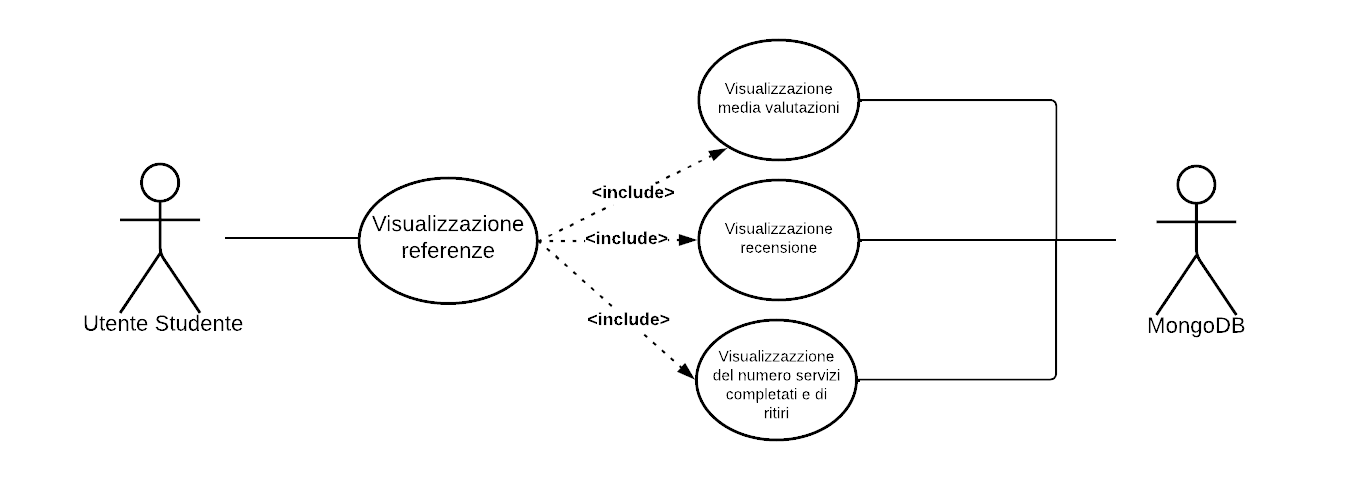 Visualizzazione
media valutazioni
<include>
Visualizzazione
referenze
<include>
Visualizzazione
recensione
<include>
Utente Studente
MongoDB
Visualizzazzione
del numero servizi
completati e di
ritiri